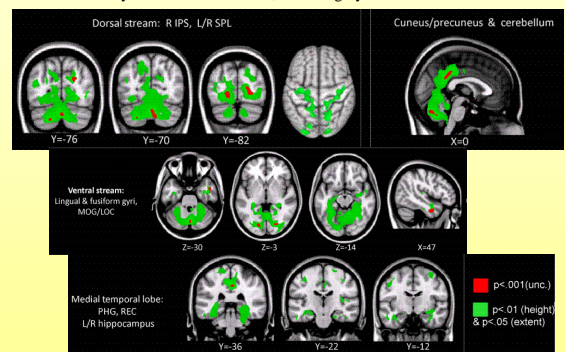 Dorsal stream: R IPS, L/R SPL
Cuneus/precuneus & cerebellum
Y=-76
Y=-70
Y=-82
X=0
Ventral stream:
Lingual & fusiform gyri,
MOG/LOC
Z=-30
Z=-3
Z=-14
X=47
Medial temporal lobe:
PHG, REC
L/R hippocampus
Y=-36
Y=-22
Y=-12
p<.001(unc.)
p<.01 (height)
& p<.05 (extent)